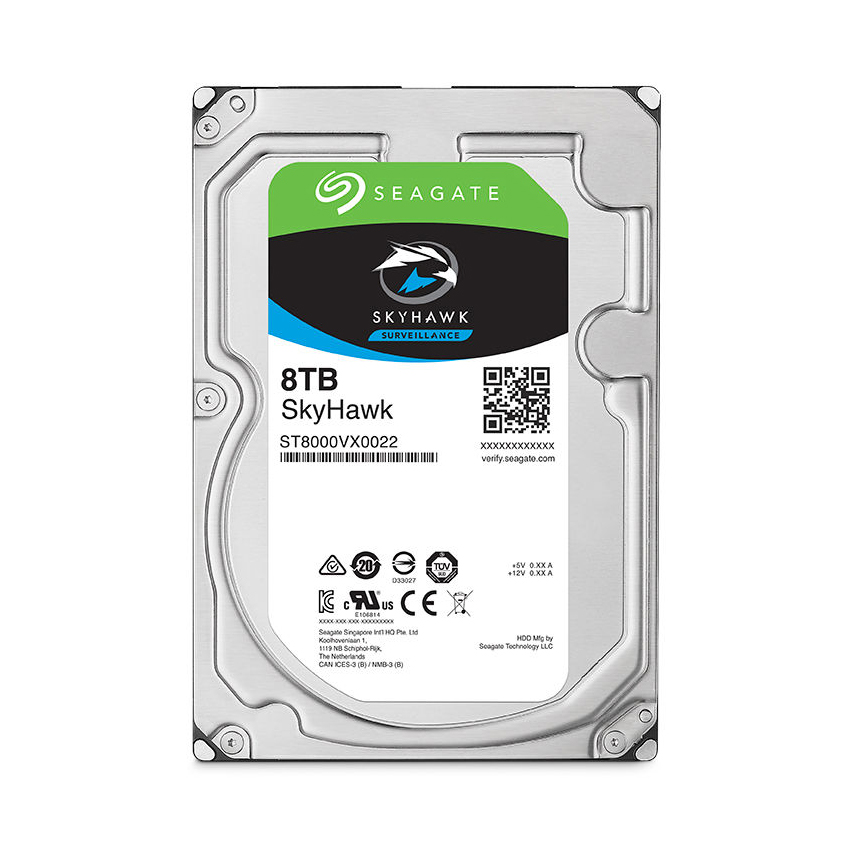 SEAGATE
SKYHAWK
SURVEILLANCE
8TB
SkyHawk
ST8000VX0022
XXXXXXXXXXXX
verify.seagate.com
20
D33027
TÜV
+5V 0.XX A
+12V 0.XX A
c RU US
CE
E106814
XXXX-XXX-XXX-XXXXXXXXX
Seagate Singapore Int'l HQ Pte. Ltd
Koolhovenlaan 1,
1119 NB Schiphol-Rijk,
The Netherlands
CAN ICES-3 (B) / NMB-3 (B)
HDD Mfg by
Seagate Technology LLC